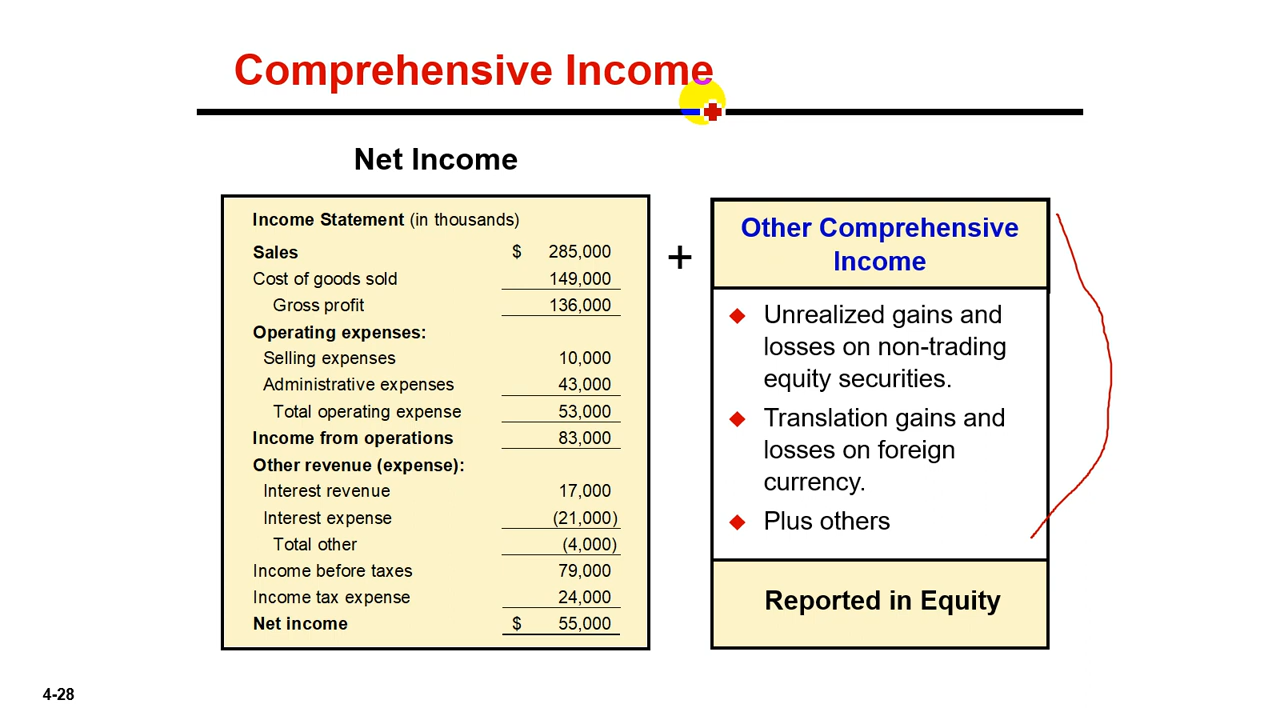 Comprehensive Income
Net Income
Income Statement (in thousands)
Sales $ 285,000
Cost of goods sold 149,000
Gross profit 136,000
Operating expenses:
Selling expenses 10,000
Administrative expenses 43,000
Total operating expense 53,000
Income from operations 83,000
Other revenue (expense):
Interest revenue 17,000
Interest expense (21,000)
Total other (4,000)
Income before taxes 79,000
Income tax expense 24,000
Net income $ 55,000
+
Other Comprehensive
Income
Unrealized gains and
losses on non-trading
equity securities.
Translation gains and
losses on foreign
currency.
Plus others
Reported in Equity
4-28